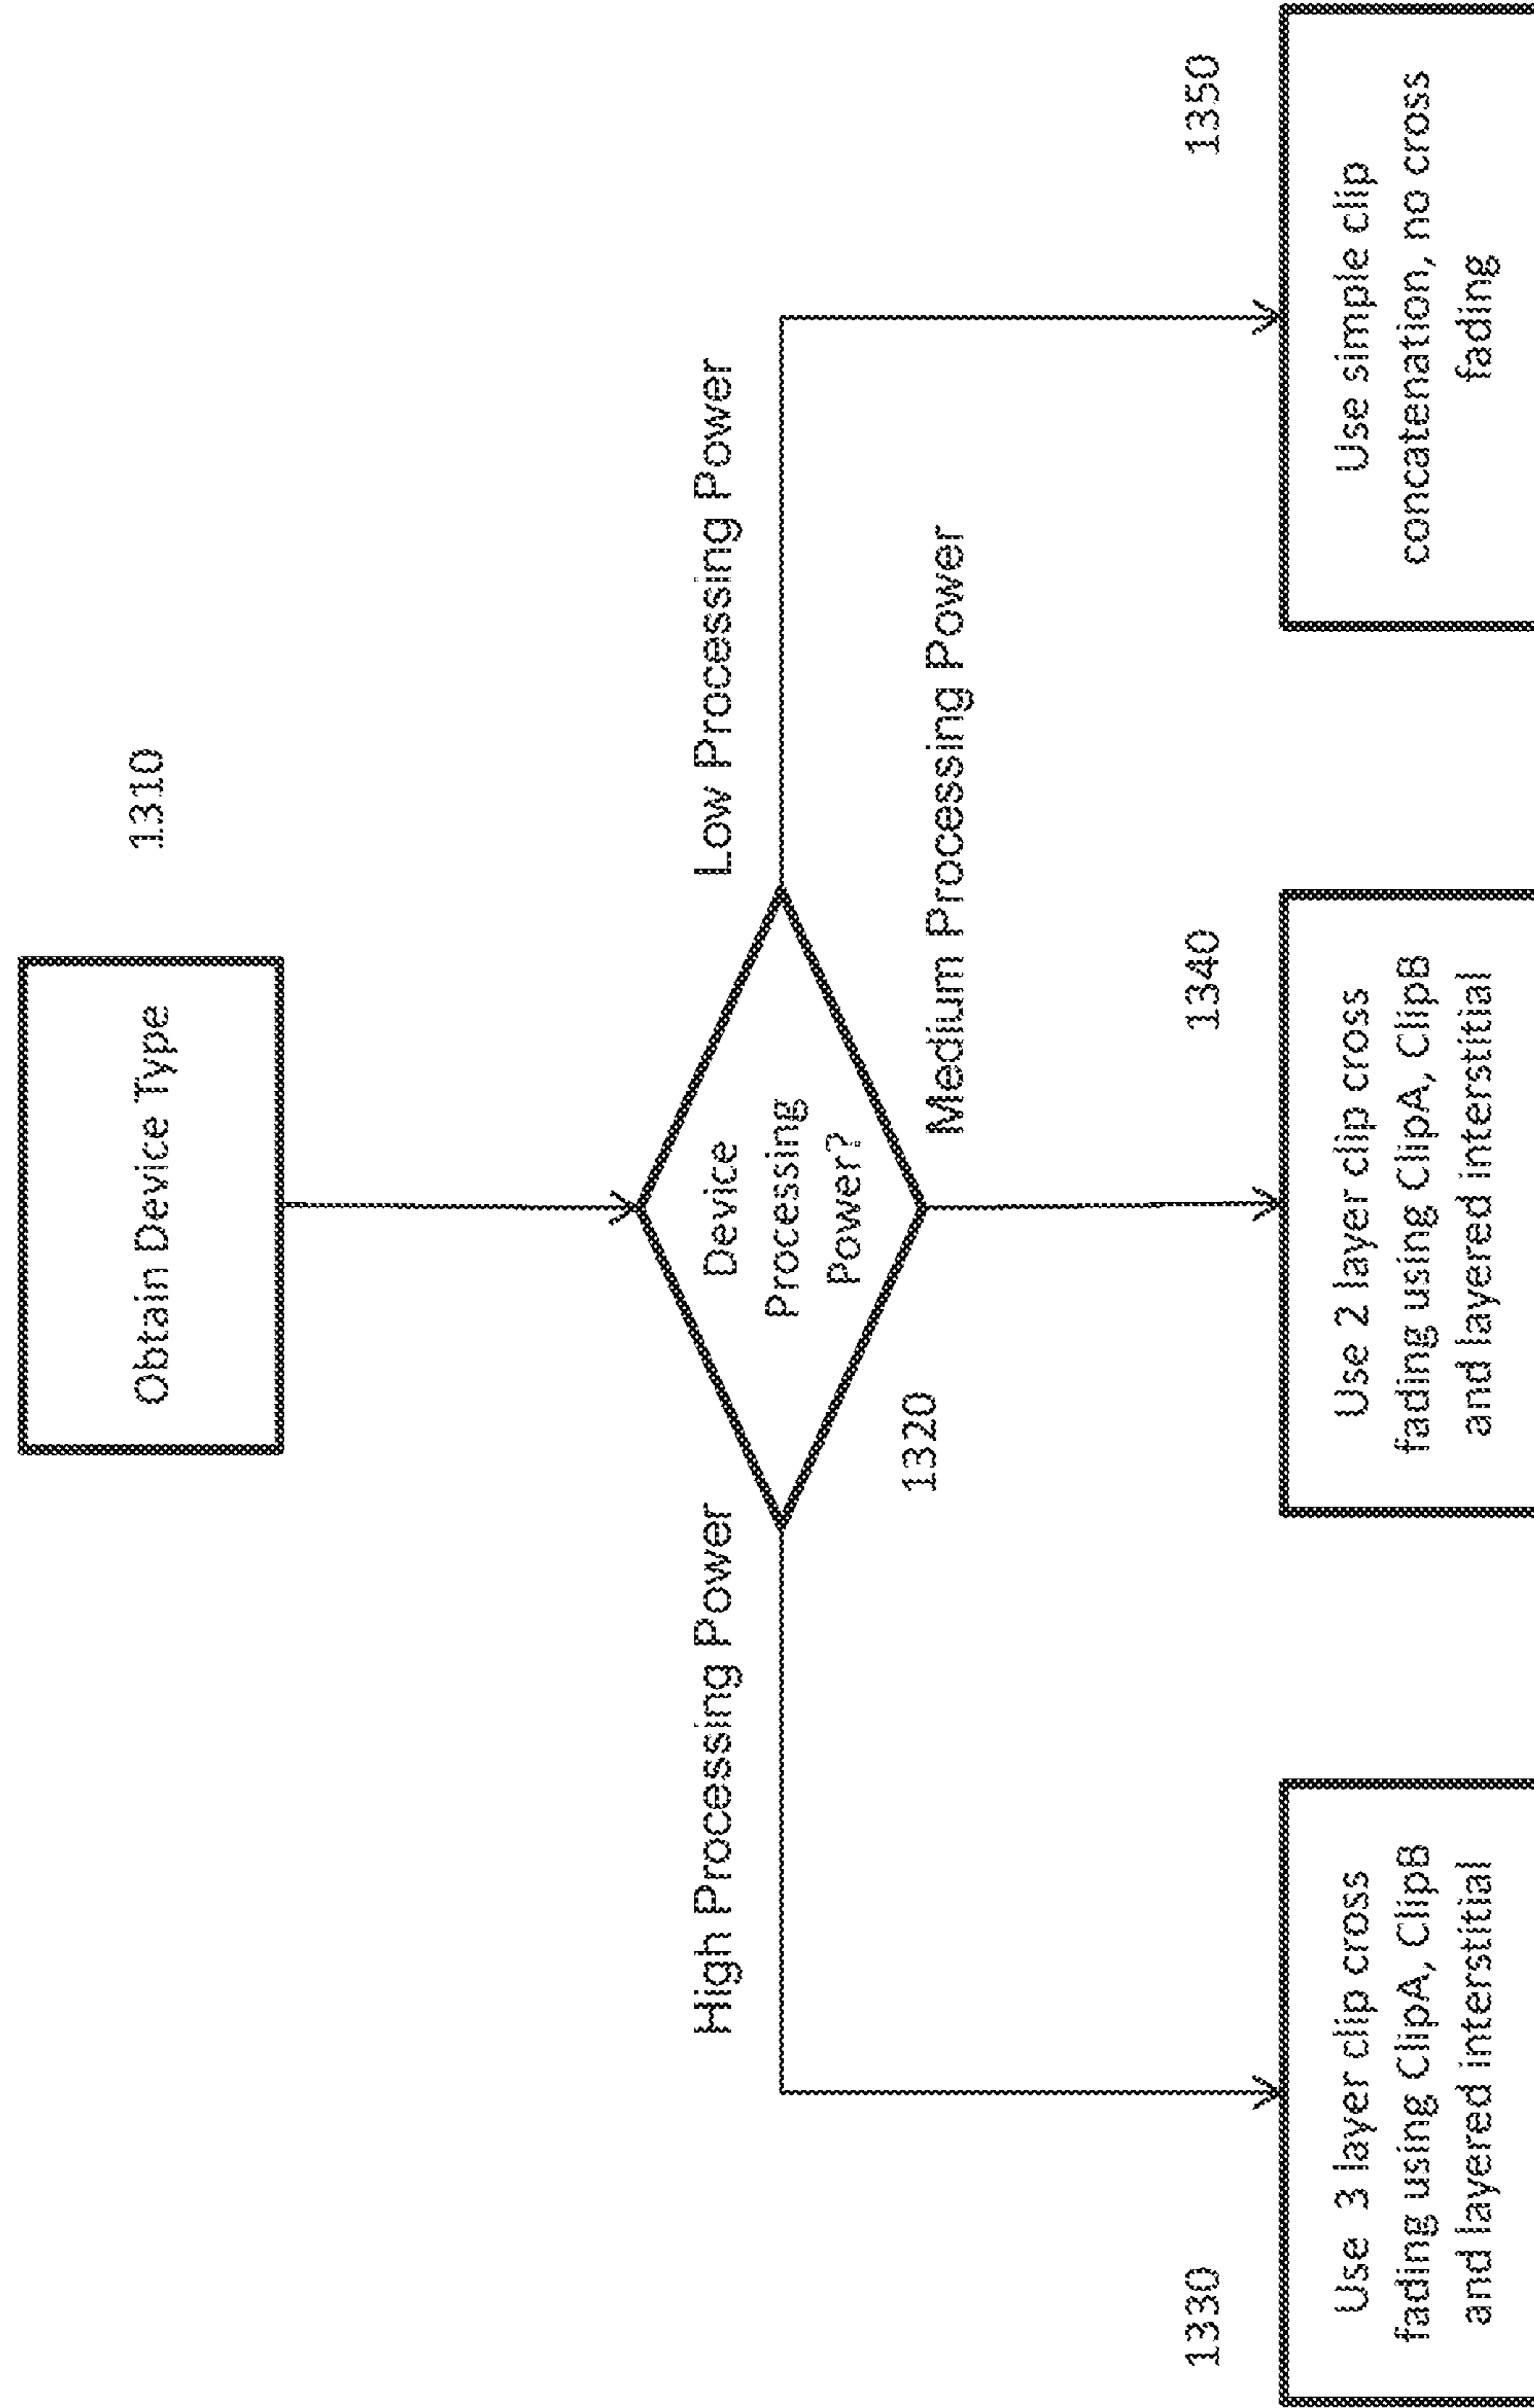 Obtain Device Type
1310
High Processing Power
Low Processing Power
Device
Processing
Power?
1320
Medium Processing Power
1330
Use 3 layer clip cross
fading using ClipA, ClipB
and layered interstitial
1340
Use 2 layer clip cross
fading using ClipA, ClipB
and layered interstitial
1350
Use simple clip
concatenation, no cross
fading